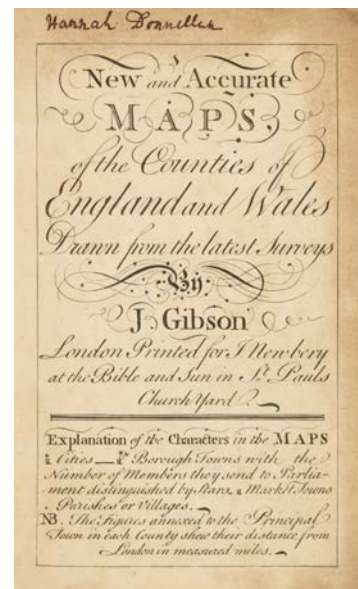 Hannah Donnellan
New and Accurate
MAPS,
of the Counties of
England and Wales
Drawn from the latest Surveys
By
J Gibson
London Printed for J Newbery
at the Bible and Sun in St. Pauls
Church Yard.
Explanation of the Characters in the MAPS
Cities Borough Towns with the
Number of Members they send to Parlia-
ment distinguished by Stars, Markt. Towns
Parishes or Villages.
NB. The Figures annexed to the Principal
Town in each County shew their distance from
London in measured miles.